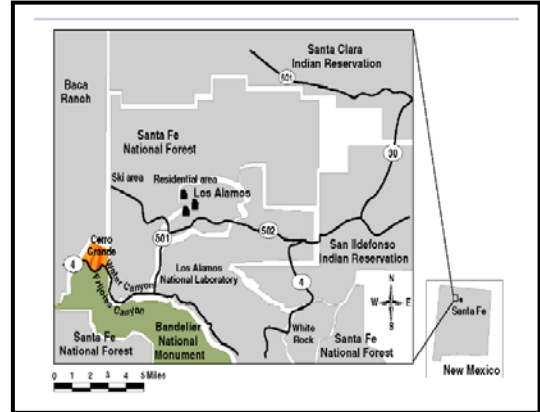 Santa Clara
Indian Reservation
601
Baca
Ranch
Santa Fe
National Forest
30
Ski area
Residential area
Los Alamos
502
501
Cerro
Grande
4
Water Canyon
Frijoles Canyon
Los Alamos
National Laboratory
San Ildefonso
Indian Reservation
4
N
W
E
S
White
Rock
Santa Fe
National Forest
Bandelier
National
Monument
Santa Fe
National Forest
Santa Fe
New Mexico
0 1 2 3 4 5 Miles